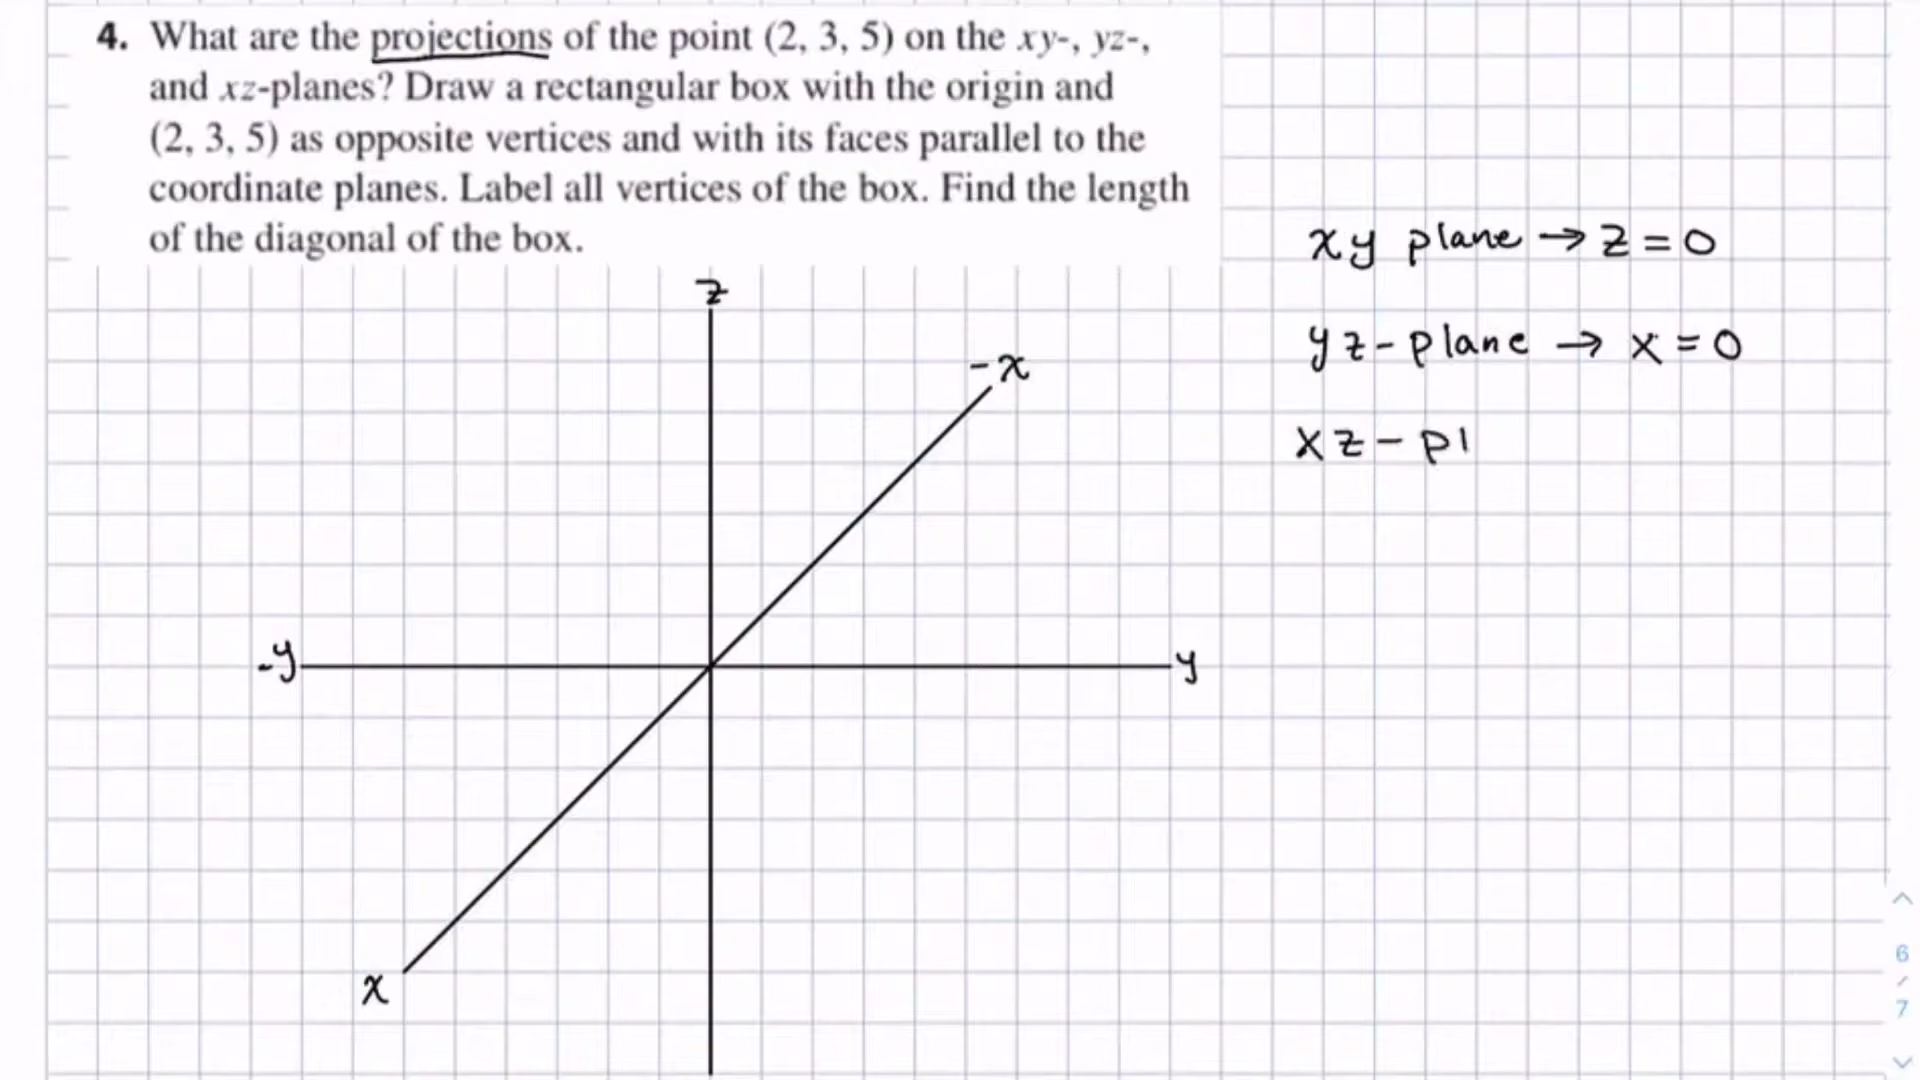 4. What are the projections of the point (2, 3, 5) on the xy-, yz-,
and xz-planes? Draw a rectangular box with the origin and
(2, 3, 5) as opposite vertices and with its faces parallel to the
coordinate planes. Label all vertices of the box. Find the length
of the diagonal of the box.
xy plane → z = 0
yz - plane → x = 0
xz - pl
z
-x
-y
y
x
6
/
7